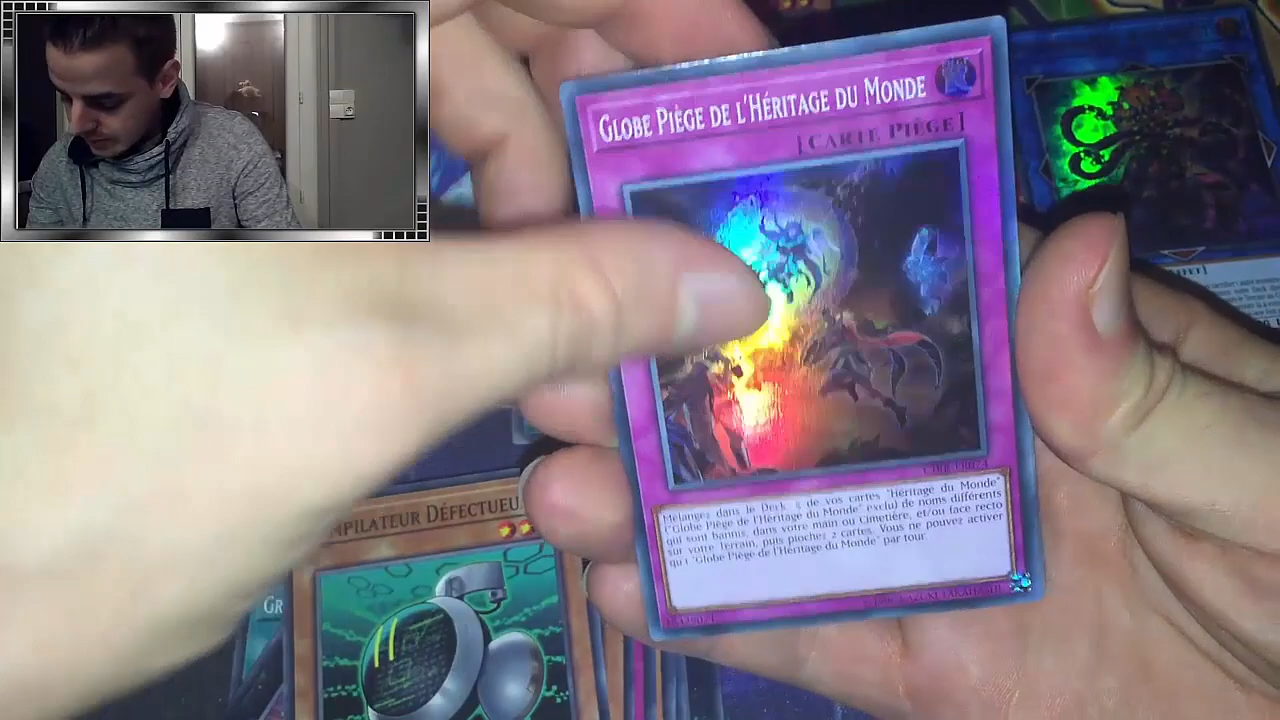 GLOBE PIÈGE DE L'HÉRITAGE DU MONDE
[CARTE PIÈGE]
Mélangez dans le Deck 3 de vos cartes "Héritage du Monde"
("Globe Piège de l'Héritage du Monde" exclu) de noms différents
qui sont bannis, dans votre main ou Cimetière, et/ou face recto
sur votre Terrain, puis piochez 2 cartes. Vous ne pouvez activer
qu'1 "Globe Piège de l'Héritage du Monde" par tour.
MPILATEUR DÉFECTUEU
GR